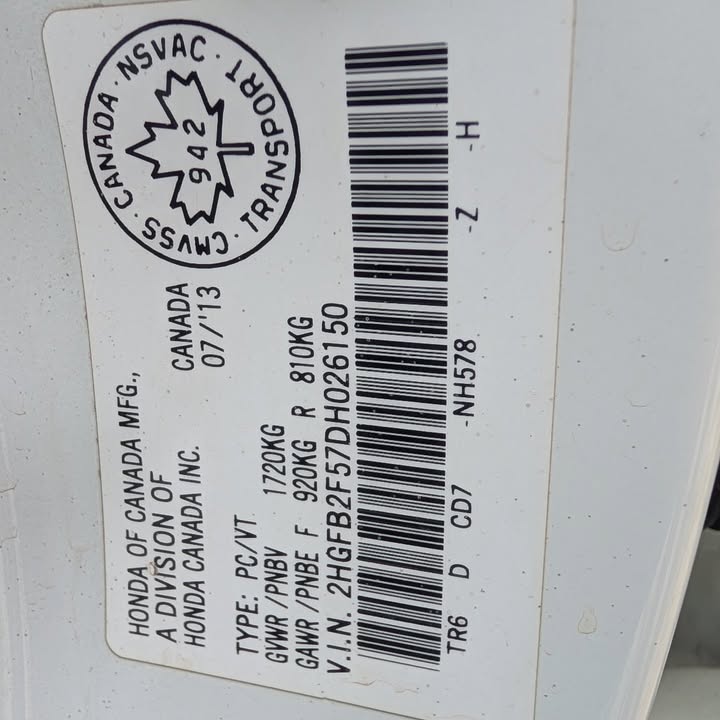 HONDA OF CANADA MFG.,
A DIVISION OF
HONDA CANADA INC.
CANADA
07/'13
CMVSS · CANADA · NSVAC · TRANSPORT ·
942
TYPE: PC/VT
GVWR /PNBV 1720KG
GAWR /PNBE F 920KG R 810KG
V.I.N. 2HGFB2F57DH026150
TR6 D CD7 -NH578 -Z -H